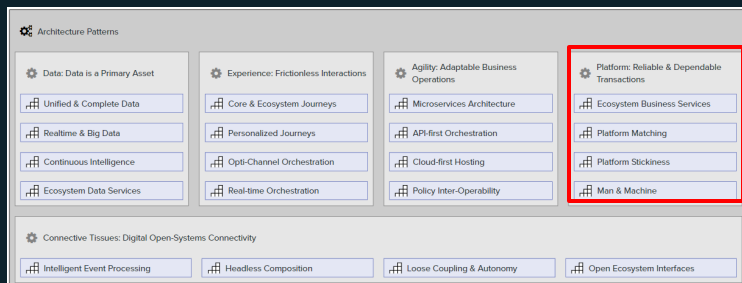 Architecture Patterns
Data: Data is a Primary Asset
Unified & Complete Data
Realtime & Big Data
Continuous Intelligence
Ecosystem Data Services
Experience: Frictionless Interactions
Core & Ecosystem Journeys
Personalized Journeys
Opti-Channel Orchestration
Real-time Orchestration
Agility: Adaptable Business
Operations
Microservices Architecture
API-first Orchestration
Cloud-first Hosting
Policy Inter-Operability
Platform: Reliable & Dependable
Transactions
Ecosystem Business Services
Platform Matching
Platform Stickiness
Man & Machine
Connective Tissues: Digital Open-Systems Connectivity
Intelligent Event Processing
Headless Composition
Loose Coupling & Autonomy
Open Ecosystem Interfaces